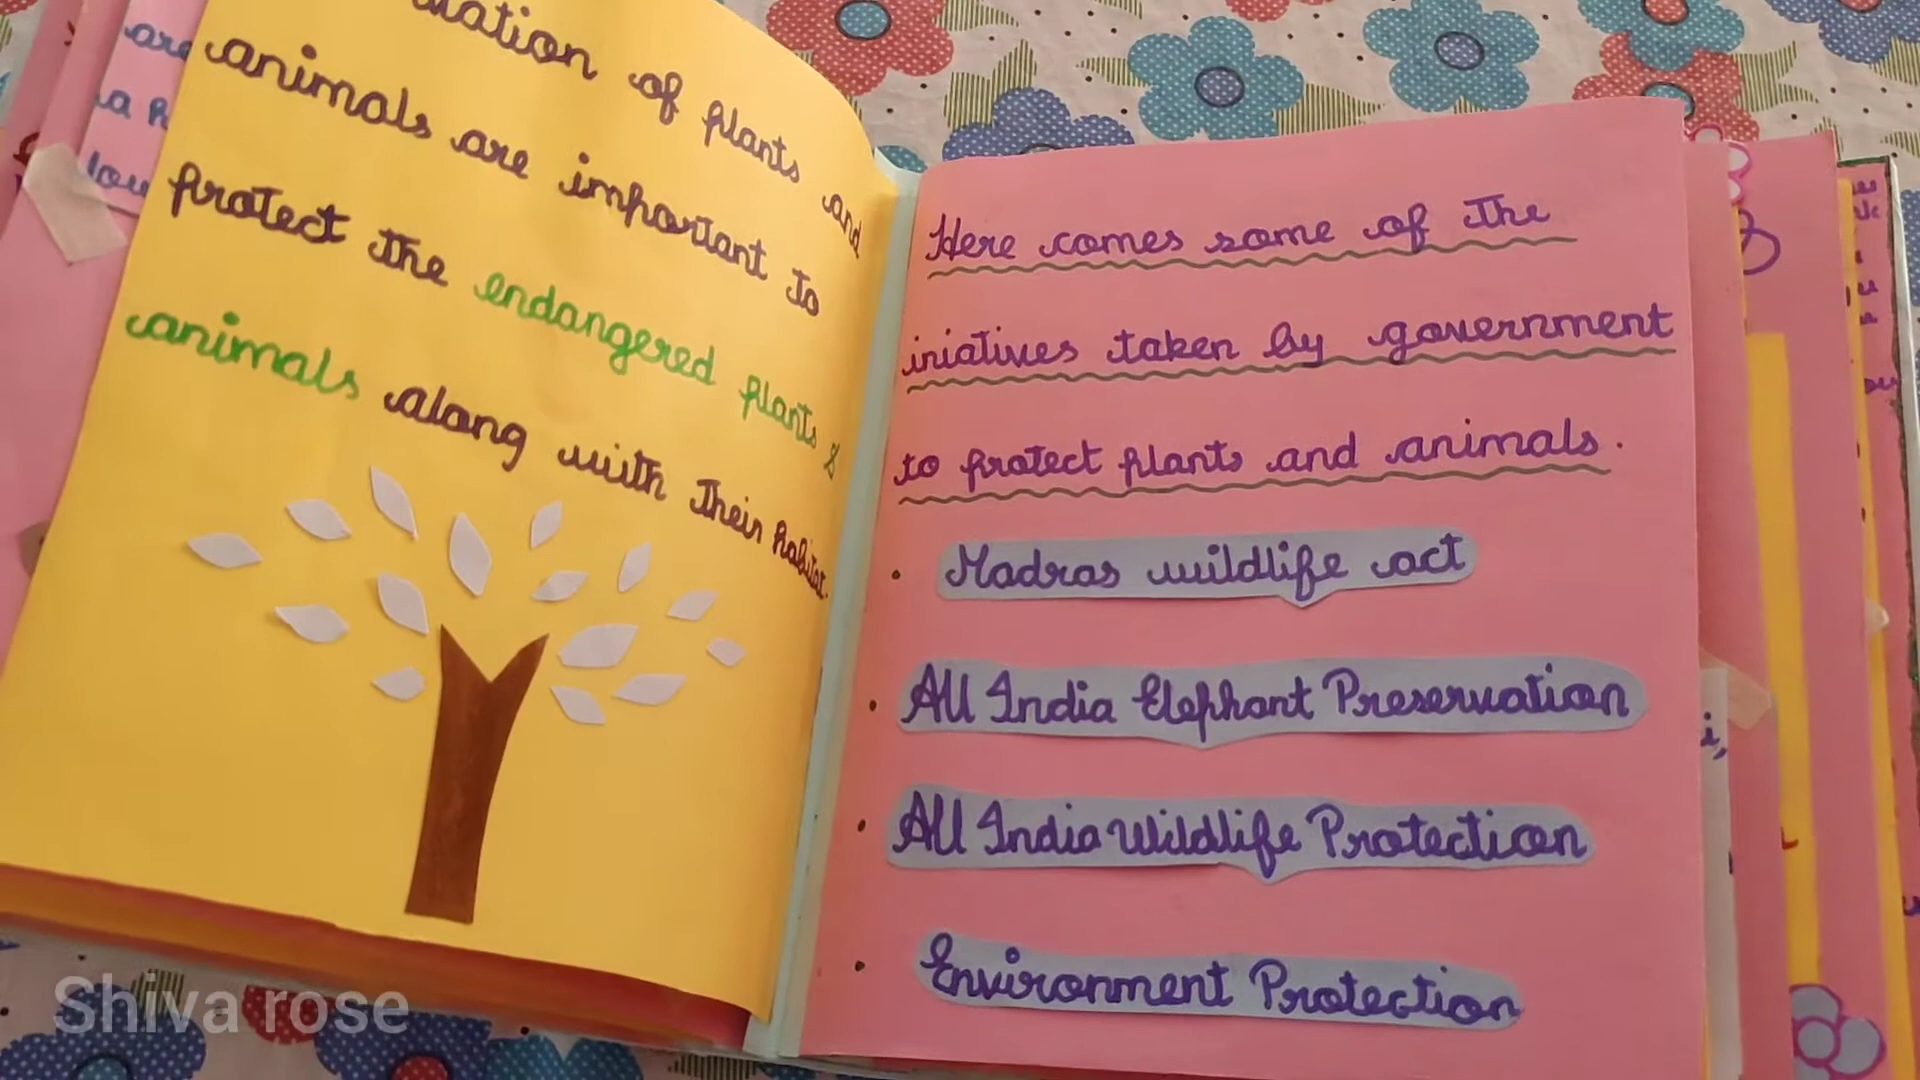 of plants and
animals are important to
protect the endangered plants &
animals along with their habitat.
Here comes some of the
iniatives taken by government
to protect plants and animals.
• Madras wildlife act
• All India Elephant Preservation
• All India Wildlife Protection
• Environment Protection
Shiva rose